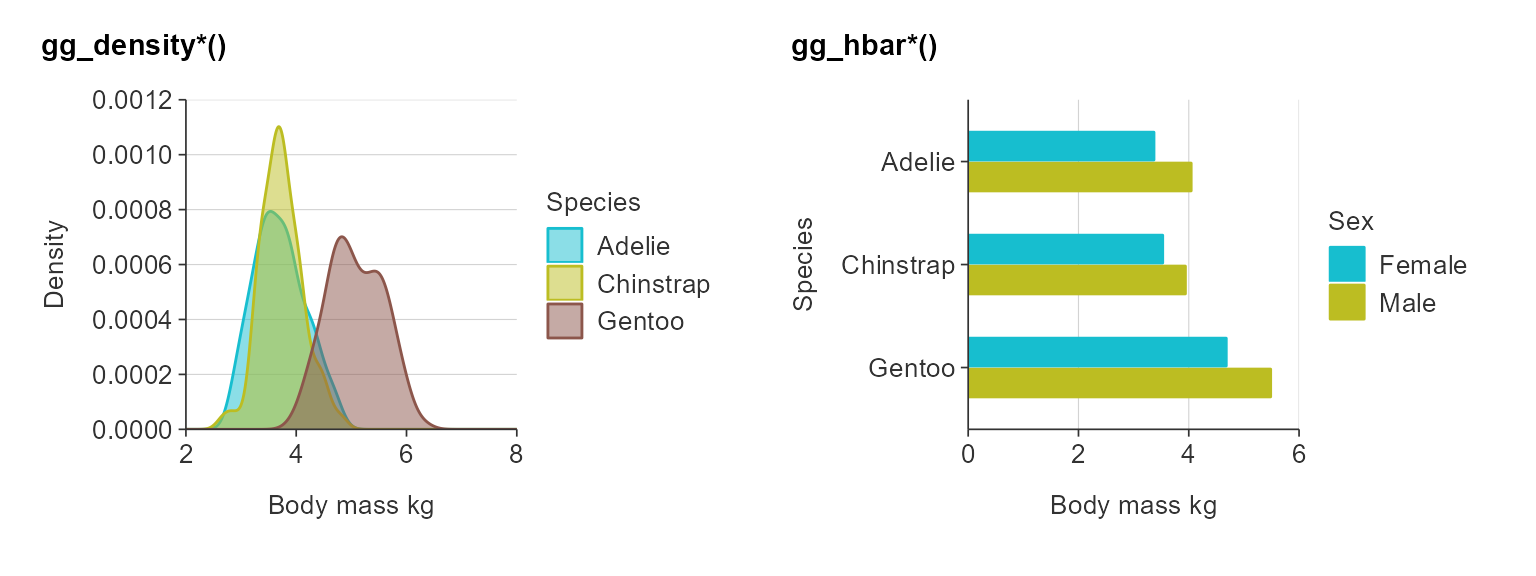 gg_density*()
0.0012
0.0010
0.0008
0.0006
0.0004
0.0002
0.0000
Density
2 4 6 8
Body mass kg
Species
Adelie
Chinstrap
Gentoo
gg_hbar*()
Species
Adelie
Chinstrap
Gentoo
0 2 4 6
Body mass kg
Sex
Female
Male